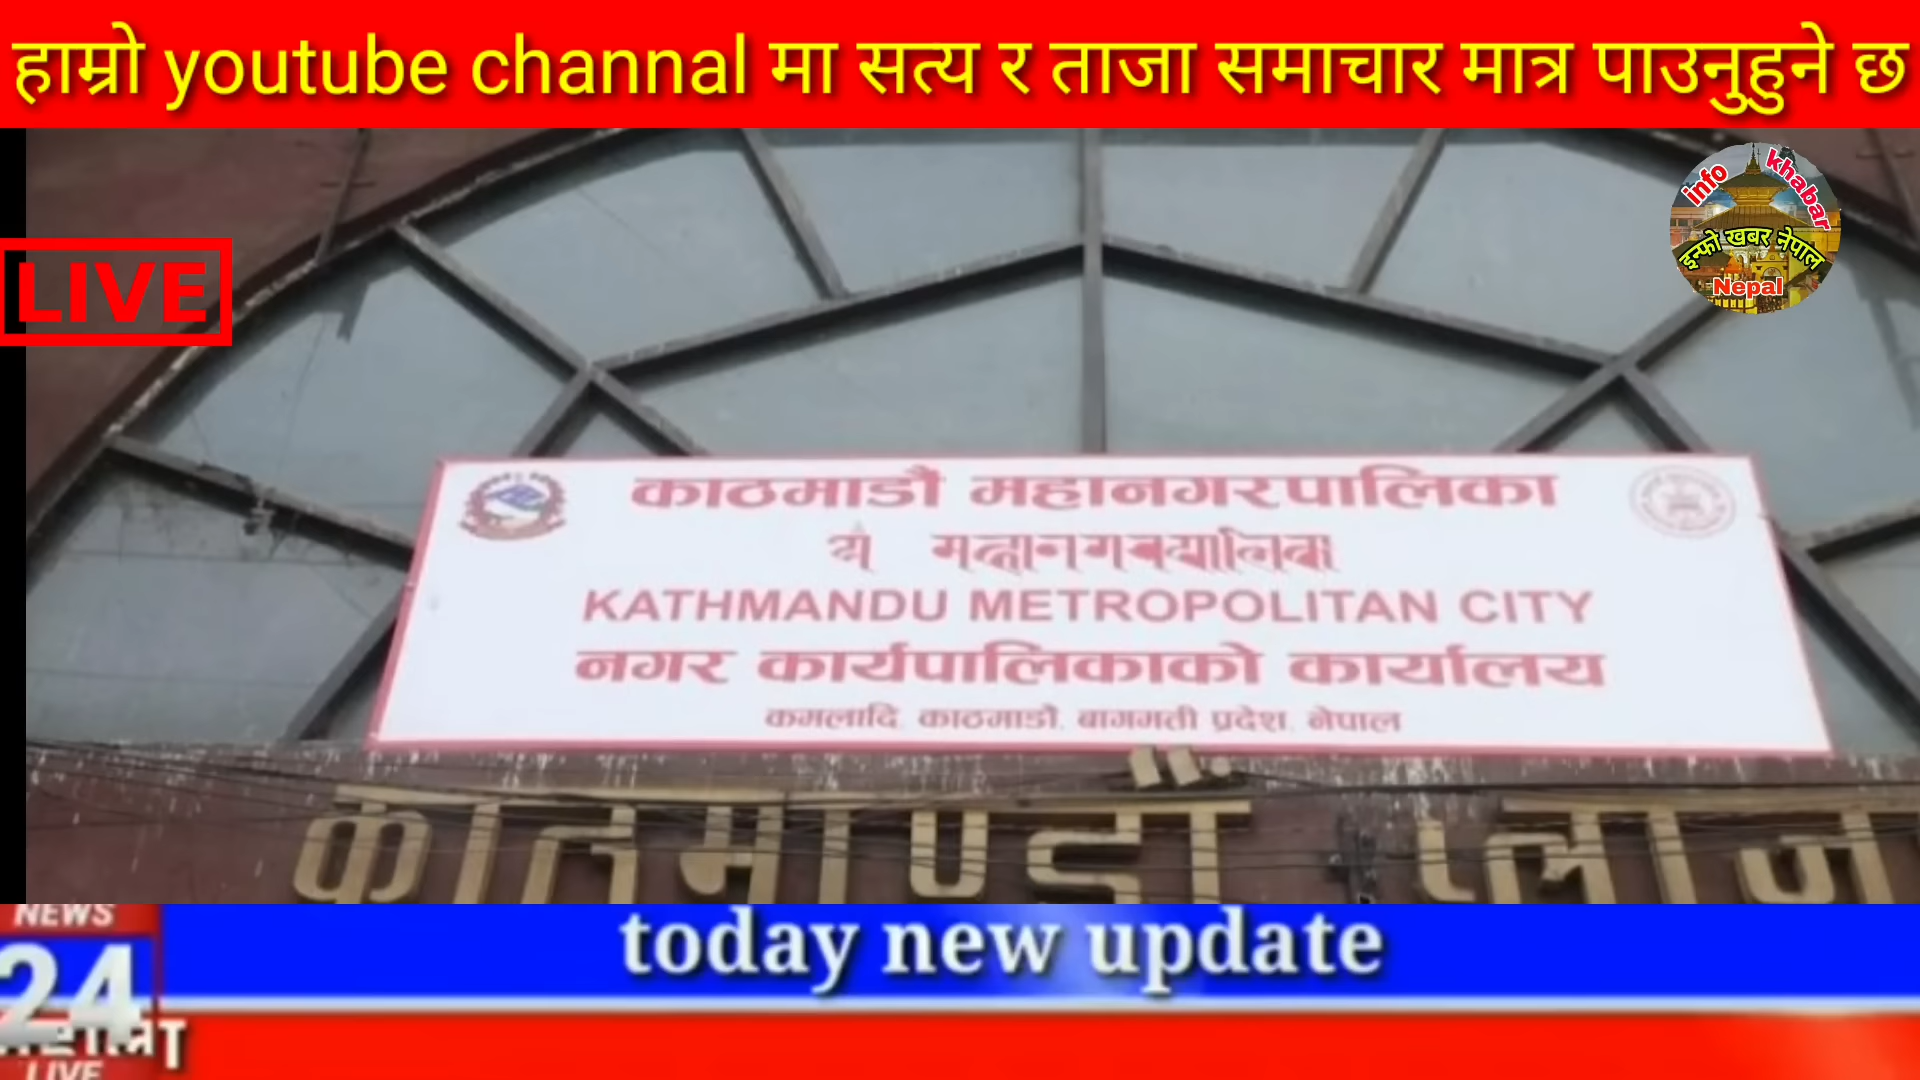 हाम्रो youtube channal मा सत्य र ताजा समाचार मात्र पाउनुहुने छ
info khabar
इन्फो खबर नेपाल
Nepal
LIVE
काठमाडौं महानगरपालिका
KATHMANDU METROPOLITAN CITY
नगर कार्यपालिकाको कार्यालय
कमलादि, काठमाडौं, बागमती प्रदेश, नेपाल
NEWS
today new update
24
LIVE